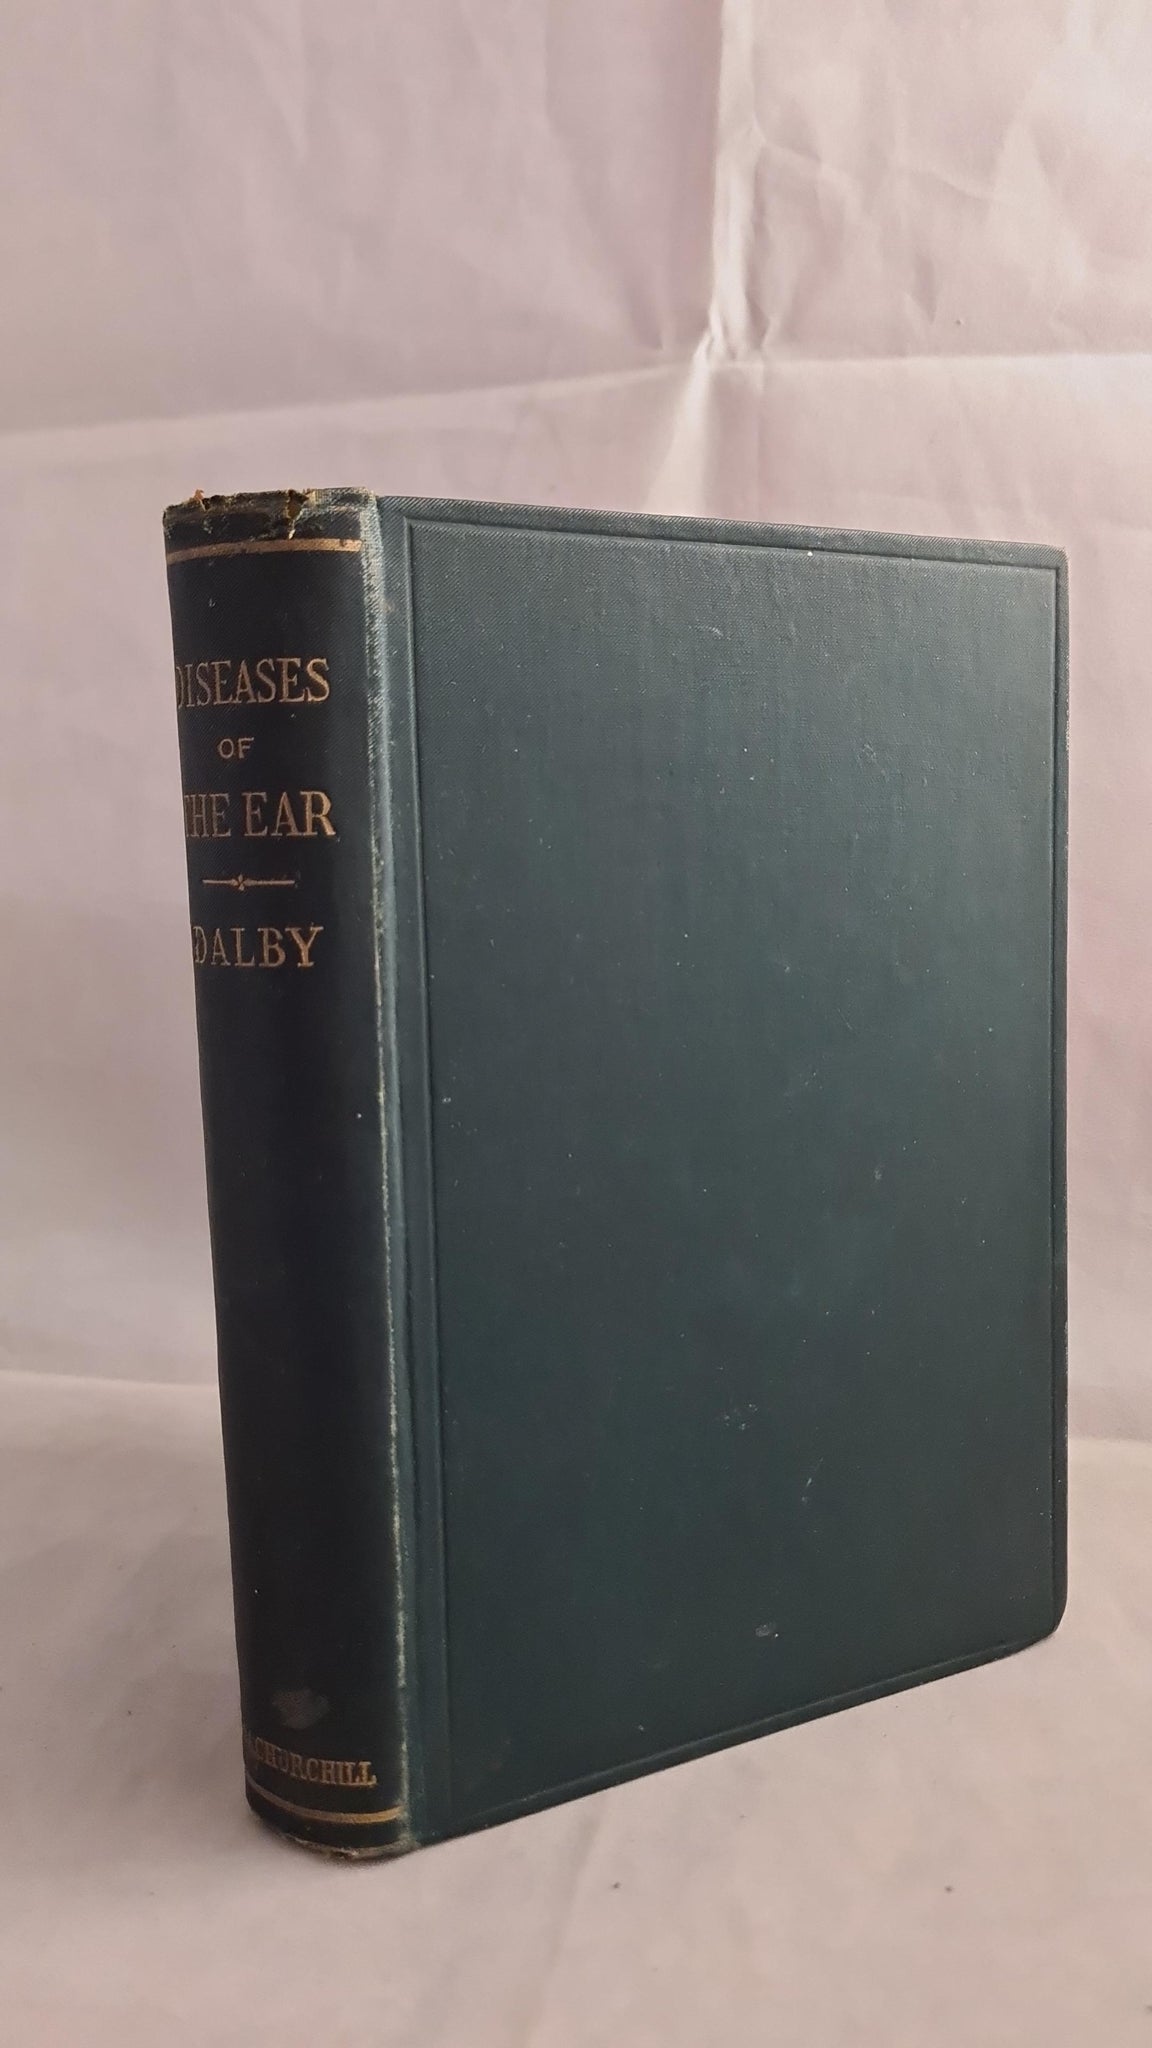 DISEASES
OF
THE EAR
DALBY
CHURCHILL